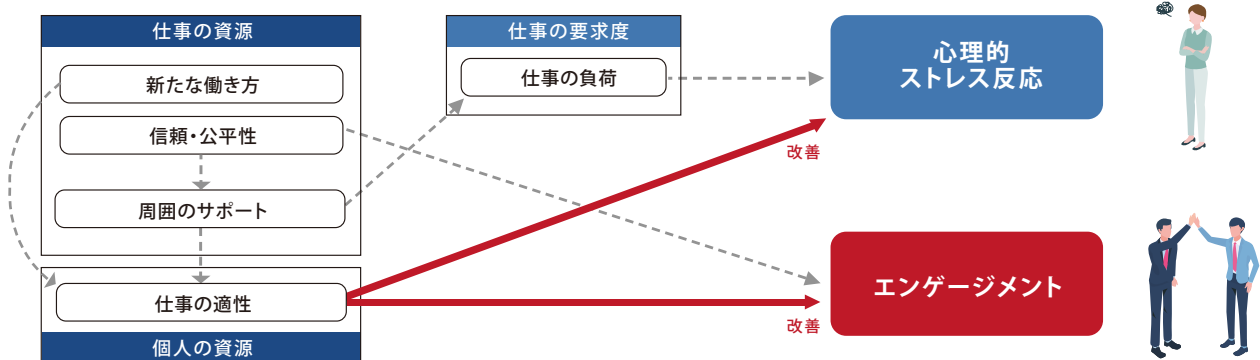 仕事の資源
新たな働き方
信頼・公平性
周囲のサポート
仕事の適性
個人の資源
仕事の要求度
仕事の負荷
心理的
ストレス反応
改善
エンゲージメント
改善